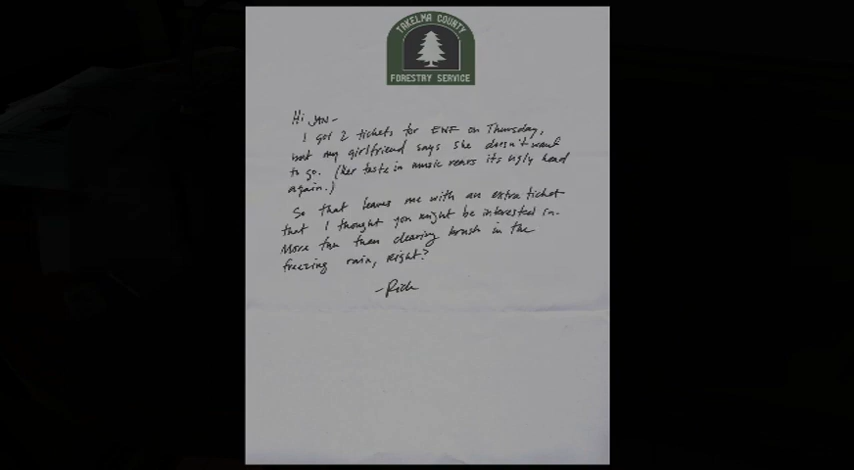 TAKELMA COUNTY
FORESTRY SERVICE
Hi JAN-
I got 2 tickets for EWF on Thursday,
but my girlfriend says she doesn't want
to go. (Her taste in music rears its ugly head
again.)
So that leaves me with an extra ticket
that I thought you might be interested in.
More fun than clearing brush in the
freezing rain, right?
-Rich